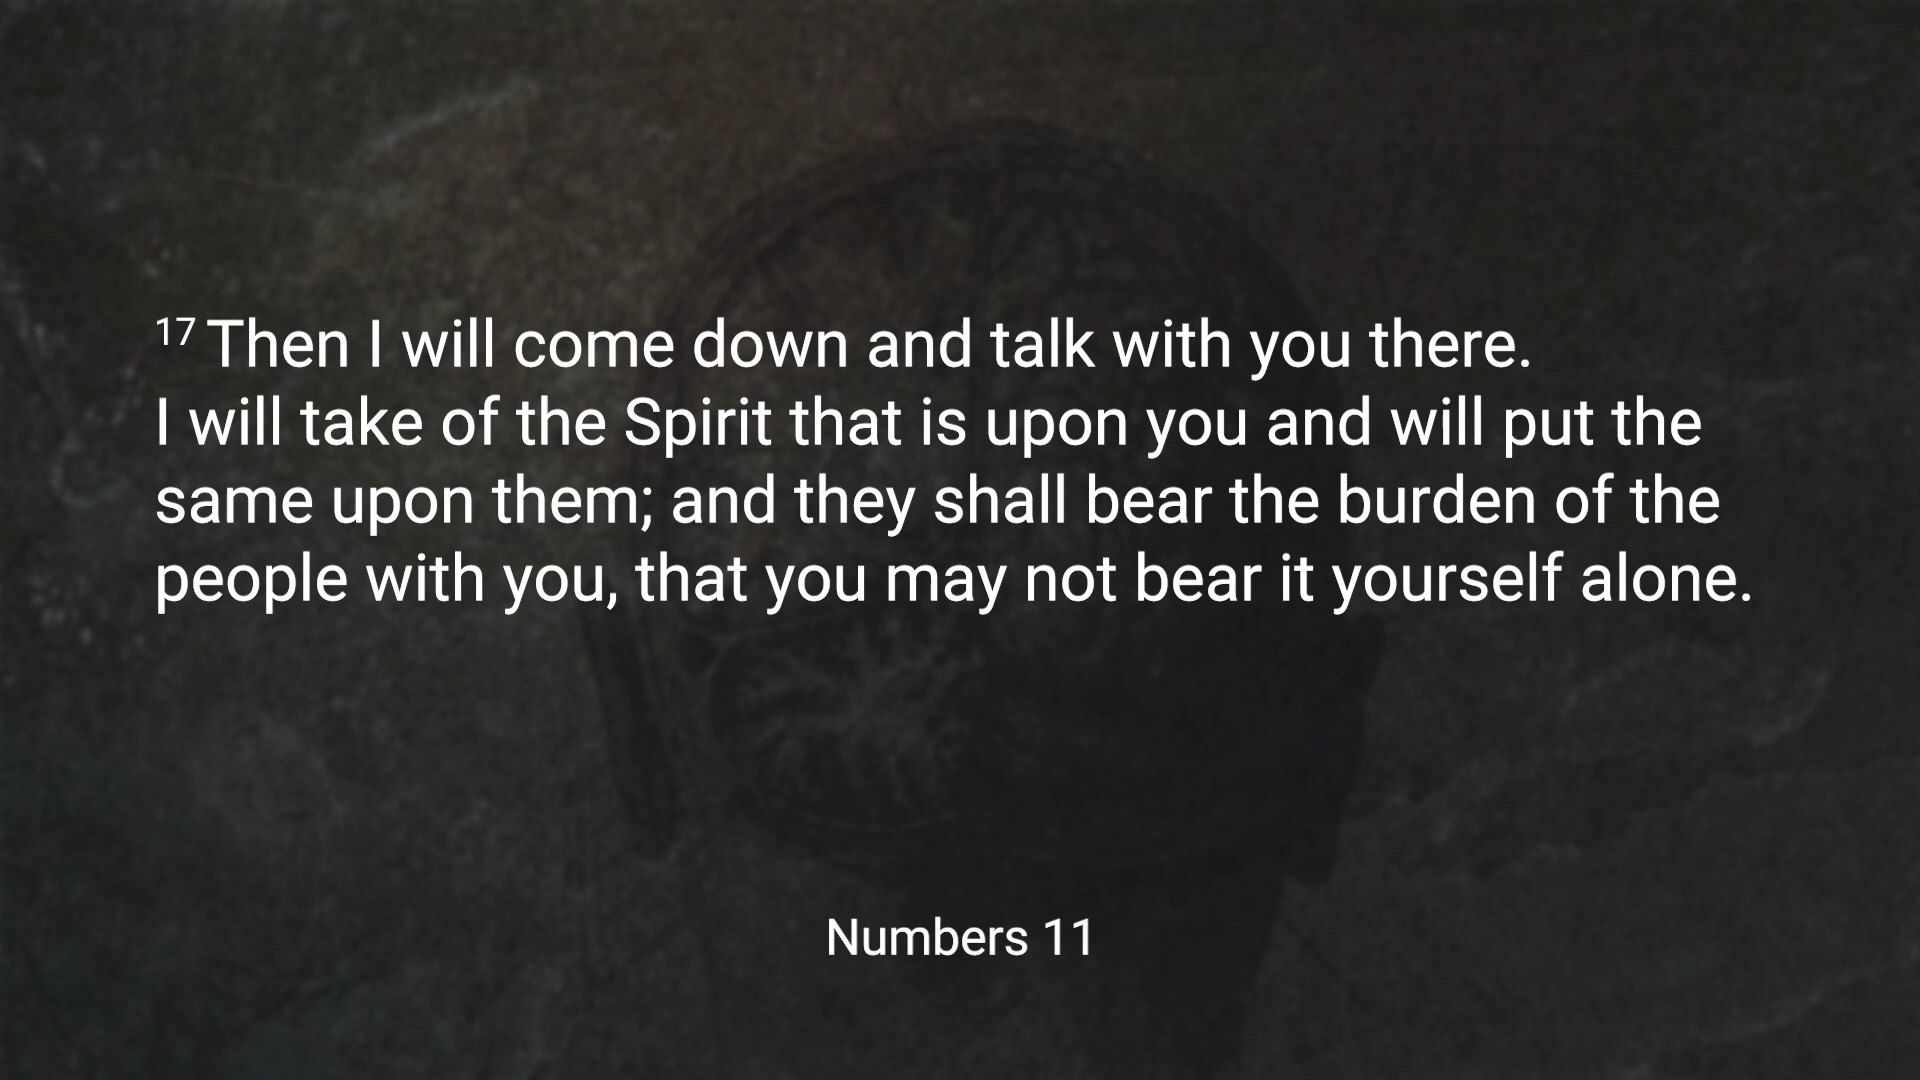 17 Then I will come down and talk with you there.
I will take of the Spirit that is upon you and will put the
same upon them; and they shall bear the burden of the
people with you, that you may not bear it yourself alone.
Numbers 11